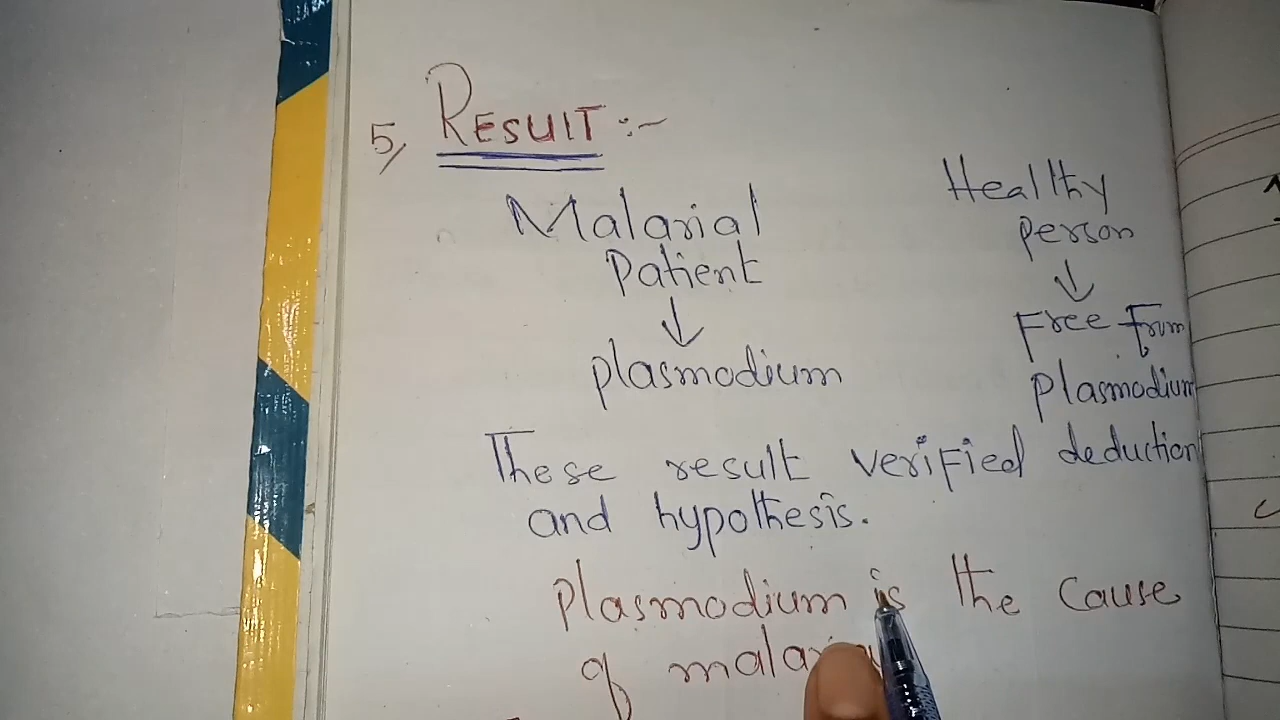 5, RESULT :-
Malarial
Patient
↓
plasmodium
Healthy
person
↓
Free from
plasmodium
These result verified deduction
and hypothesis.
plasmodium is the cause
of malaria